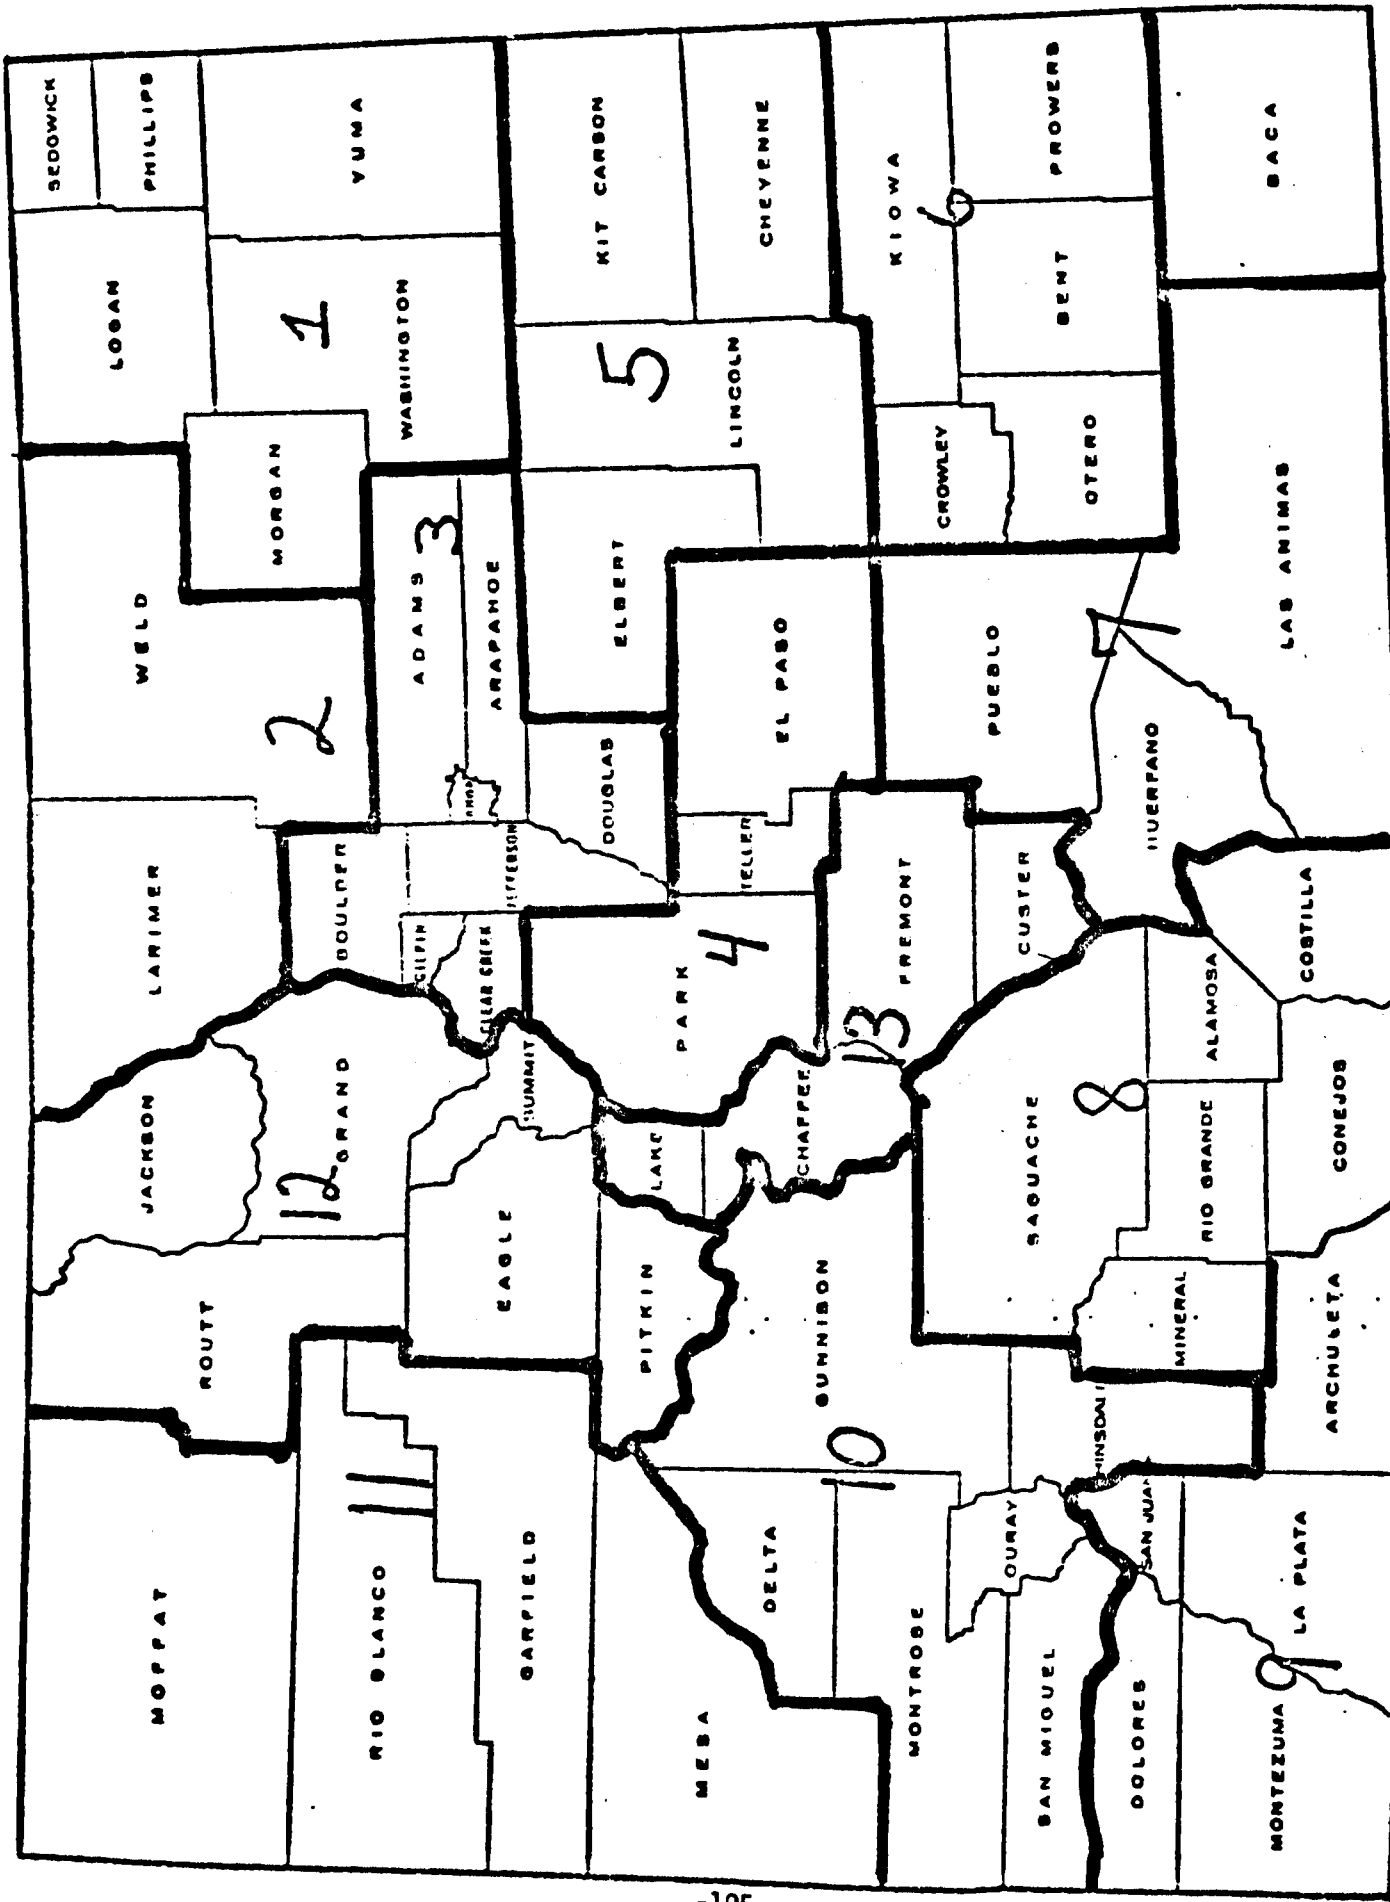 SEDGWICK
PHILLIPS
YUMA
KIT CARSON
CHEYENNE
KIOWA
PROWERS
BACA
LOGAN
1
WASHINGTON
5
LINCOLN
6
BENT
MORGAN
CROWLEY
OTERO
LAS ANIMAS
WELD
2
ADAMS
3
ARAPAHOE
ELBERT
EL PASO
PUEBLO
7
HUERFANO
DOUGLAS
LARIMER
BOULDER
JEFFERSON
TELLER
GILPIN
CLEAR CREEK
PARK
4
FREMONT
CUSTER
COSTILLA
ALAMOSA
13
JACKSON
GRAND
12
SUMMIT
LAKE
CHAFFEE
SAGUACHE
8
RIO GRANDE
CONEJOS
ROUTT
EAGLE
PITKIN
GUNNISON
MINERAL
ARCHULETA
HINSDALE
10
11
MOFFAT
RIO BLANCO
GARFIELD
DELTA
OURAY
SAN JUAN
LA PLATA
9
MESA
MONTROSE
SAN MIGUEL
DOLORES
MONTEZUMA
-105